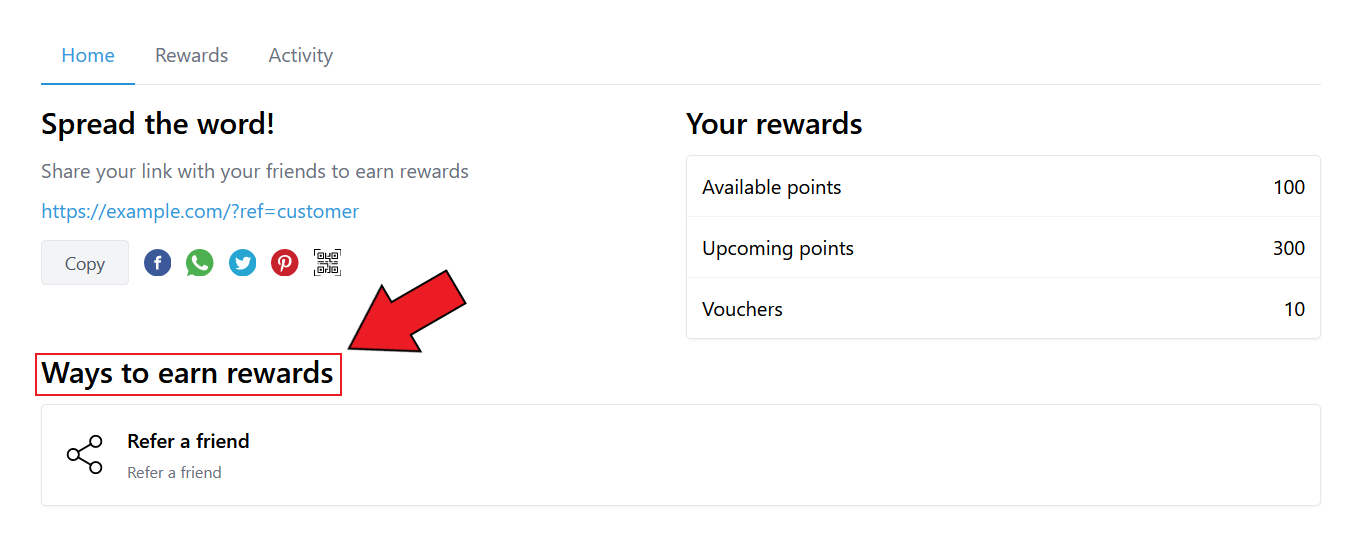 Home Rewards Activity
Spread the word!
Share your link with your friends to earn rewards
https://example.com/?ref=customer
Copy
Your rewards
Available points 100
Upcoming points 300
Vouchers 10
Ways to earn rewards
Refer a friend
Refer a friend